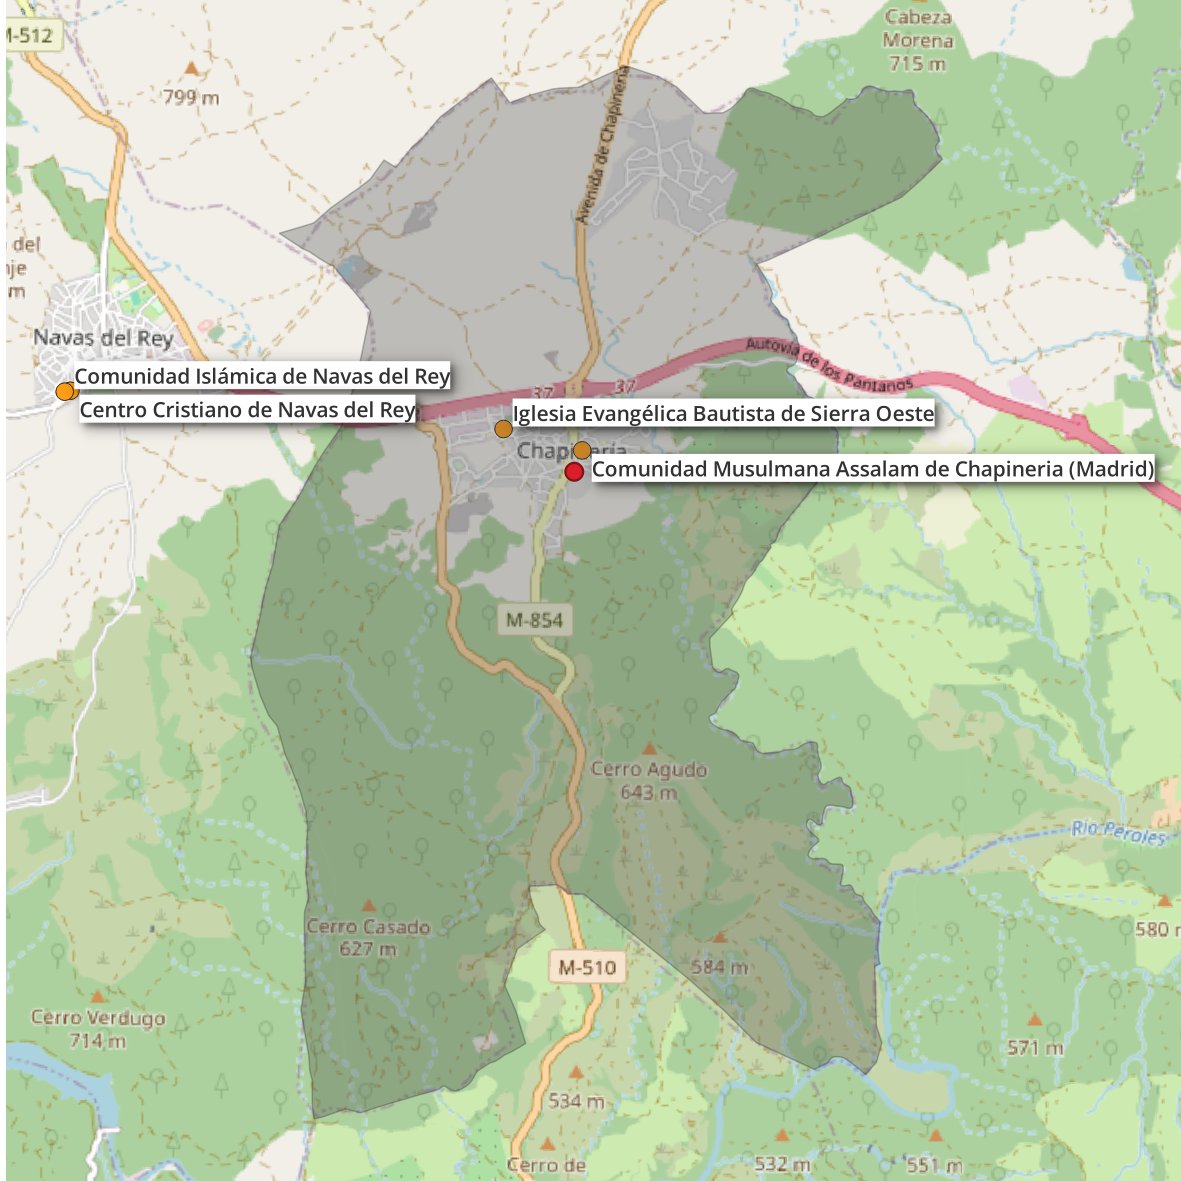 Cabeza
Morena
715 m
M-512
799 m
Avenida de Chapinería
del
je
m
Navas del Rey
Autovía de los Pantanos
Comunidad Islámica de Navas del Rey
37
37
Centro Cristiano de Navas del Rey
Iglesia Evangélica Bautista de Sierra Oeste
Chapinería
Comunidad Musulmana Assalam de Chapineria (Madrid)
M-854
Cerro Agudo
643 m
Río Perales
Cerro Casado
627 m
580
M-510
584 m
Cerro Verdugo
714 m
571 m
534 m
Cerro de
532 m
551 m